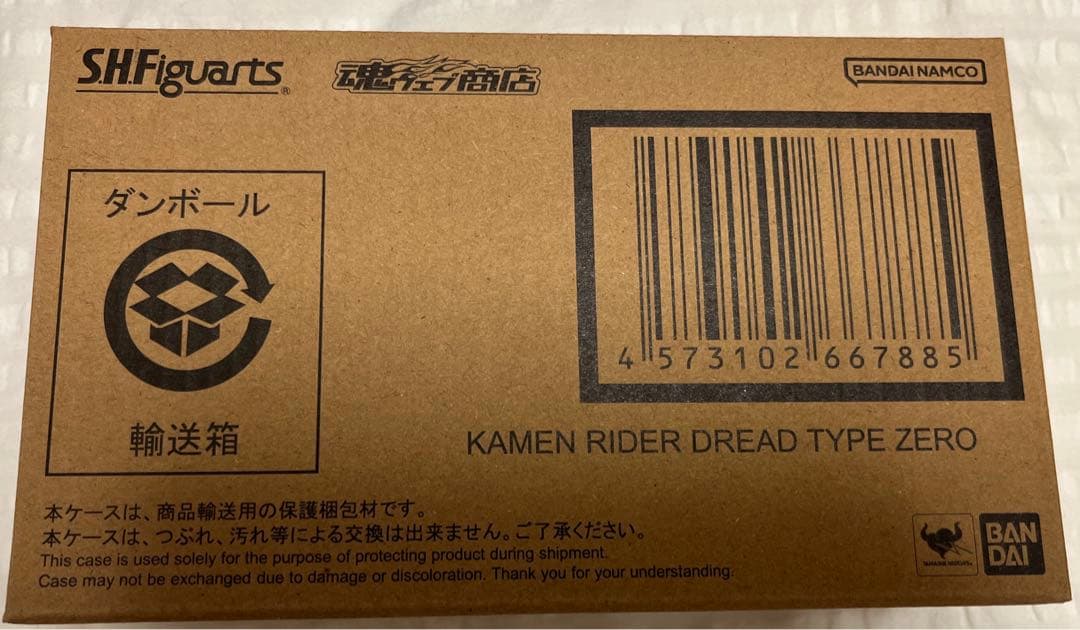 S.H.Figuarts®
魂ウェブ商店
BANDAI NAMCO
ダンボール
輸送箱
4 573102 667885
KAMEN RIDER DREAD TYPE ZERO
本ケースは、商品輸送用の保護梱包材です。
本ケースは、つぶれ、汚れ等による交換は出来ません。ご了承ください。
This case is used solely for the purpose of protecting product during shipment.
Case may not be exchanged due to damage or discoloration. Thank you for your understanding.
TAMASHII NATIONS
BAN
DAI